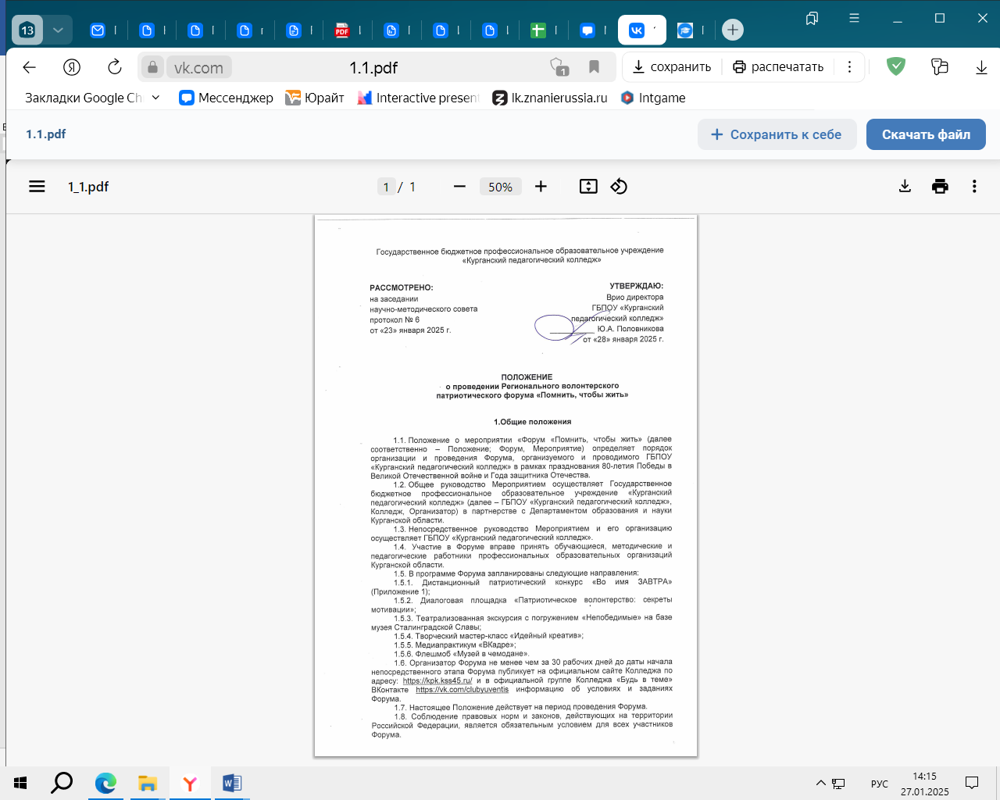 13
vk.com
1.1.pdf
1
сохранить
распечатать
Закладки Google Ch
Мессенджер
Юрайт
Interactive present
lk.znanierussia.ru
Intgame
1.1.pdf
Сохранить к себе
Скачать файл
1_1.pdf
1 / 1
50%
Государственное бюджетное профессиональное образовательное учреждение
«Курганский педагогический колледж»
РАССМОТРЕНО:
на заседании
научно-методического совета
протокол № 6
от «23» января 2025 г.
УТВЕРЖДАЮ:
Врио директора
ГБПОУ «Курганский
педагогический колледж»
Ю.А. Половникова
от «28» января 2025 г.
ПОЛОЖЕНИЕ
о проведении Регионального волонтерского
патриотического форума «Помнить, чтобы жить»
1.Общие положения
1.1. Положение о мероприятии «Форум «Помнить, чтобы жить» (далее
соответственно – Положение; Форум, Мероприятие) определяет порядок
организации и проведения Форума, организуемого и проводимого ГБПОУ
«Курганский педагогический колледж» в рамках празднования 80-летия Победы в
Великой Отечественной войне и Года защитника Отечества.
1.2. Общее руководство Мероприятием осуществляет Государственное
бюджетное профессиональное образовательное учреждение «Курганский
педагогический колледж» (далее – ГБПОУ «Курганский педагогический колледж»,
Колледж, Организатор) в партнерстве с Департаментом образования и науки
Курганской области.
1.3. Непосредственное руководство Мероприятием и его организацию
осуществляет ГБПОУ «Курганский педагогический колледж».
1.4. Участие в Форуме вправе принять обучающиеся, методические и
педагогические работники профессиональных образовательных организаций
Курганской области.
1.5. В программе Форума запланированы следующие направления:
1.5.1. Дистанционный патриотический конкурс «Во имя ЗАВТРА»
(Приложение 1);
1.5.2. Диалоговая площадка «Патриотическое волонтерство: секреты
мотивации»;
1.5.3. Театрализованная экскурсия с погружением «Непобедимые» на базе
музея Сталинградской Славы;
1.5.4. Творческий мастер-класс «Идейный креатив»;
1.5.5. Медиапрактикум «ВКадре»;
1.5.6. Флешмоб «Музей в чемодане».
1.6. Организатор Форума не менее чем за 30 рабочих дней до даты начала
непосредственного этапа Форума публикует на официальном сайте Колледжа по
адресу: https://kpk.kss45.ru/ и в официальной группе Колледжа «Будь в теме»
ВКонтакте https://vk.com/clubyuventis информацию об условиях и заданиях
Форума.
1.7. Настоящее Положение действует на период проведения Форума.
1.8. Соблюдение правовых норм и законов, действующих на территории
Российской Федерации, является обязательным условием для всех участников
Форума.
РУС
14:15
27.01.2025